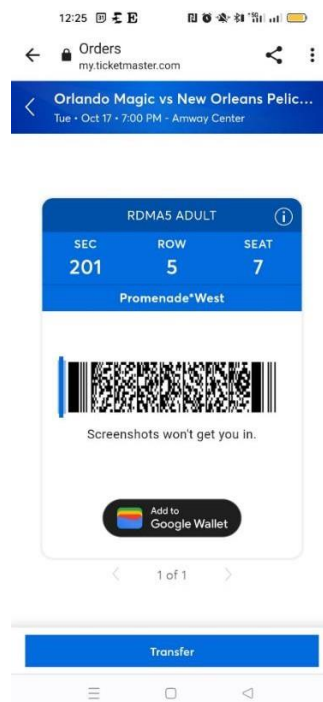 12:25
Orders
my.ticketmaster.com
Orlando Magic vs New Orleans Pelic...
Tue • Oct 17 • 7:00 PM - Amway Center
RDMA5 ADULT
SEC ROW SEAT
201 5 7
Promenade*West
Screenshots won't get you in.
Add to
Google Wallet
1 of 1
Transfer